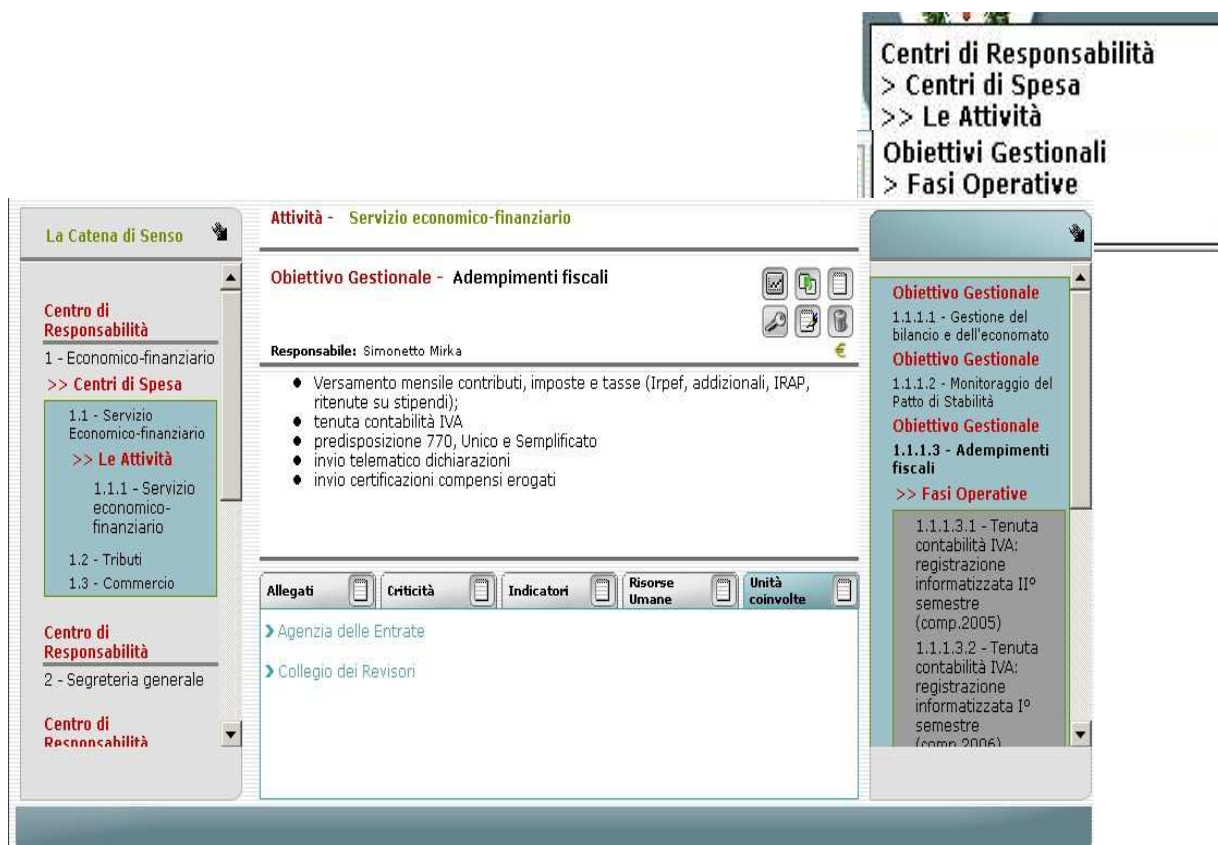 Centri di Responsabilità
> Centri di Spesa
>> Le Attività
Obiettivi Gestionali
> Fasi Operative
La Catena di Senso
Centro di
Responsabilità
1 - Economico-finanziario
>> Centri di Spesa
1.1 - Servizio
Economico-finanziario
>> Le Attività
1.1.1 - Servizio
economico-
finanziario
1.2 - Tributi
1.3 - Commercio
Centro di
Responsabilità
2 - Segreteria generale
Centro di
Responsabilità
Attività - Servizio economico-finanziario
Obiettivo Gestionale - Adempimenti fiscali
Responsabile: Simonetto Mirka
€
● Versamento mensile contributi, imposte e tasse (Irpef, addizionali, IRAP,
ritenute su stipendi);
● tenuta contabilità IVA
● predisposizione 770, Unico e Semplificato
● invio telematico dichiarazioni
● invio certificazioni compensi erogati
Allegati
Criticità
Indicatori
Risorse
Umane
Unità
coinvolte
Agenzia delle Entrate
Collegio dei Revisori
Obiettivo Gestionale
1.1.1.1 - Gestione del
bilancio e dell'economato
Obiettivo Gestionale
1.1.1.2 - Monitoraggio del
Patto di Stabilità
Obiettivo Gestionale
1.1.1.3 - Adempimenti
fiscali
>> Fasi Operative
1.1.1.3.1 - Tenuta
contabilità IVA:
registrazione
informatizzata IIº
semestre
(comp.2005)
1.1.1.3.2 - Tenuta
contabilità IVA:
registrazione
informatizzata Iº
semestre
(comp.2006)